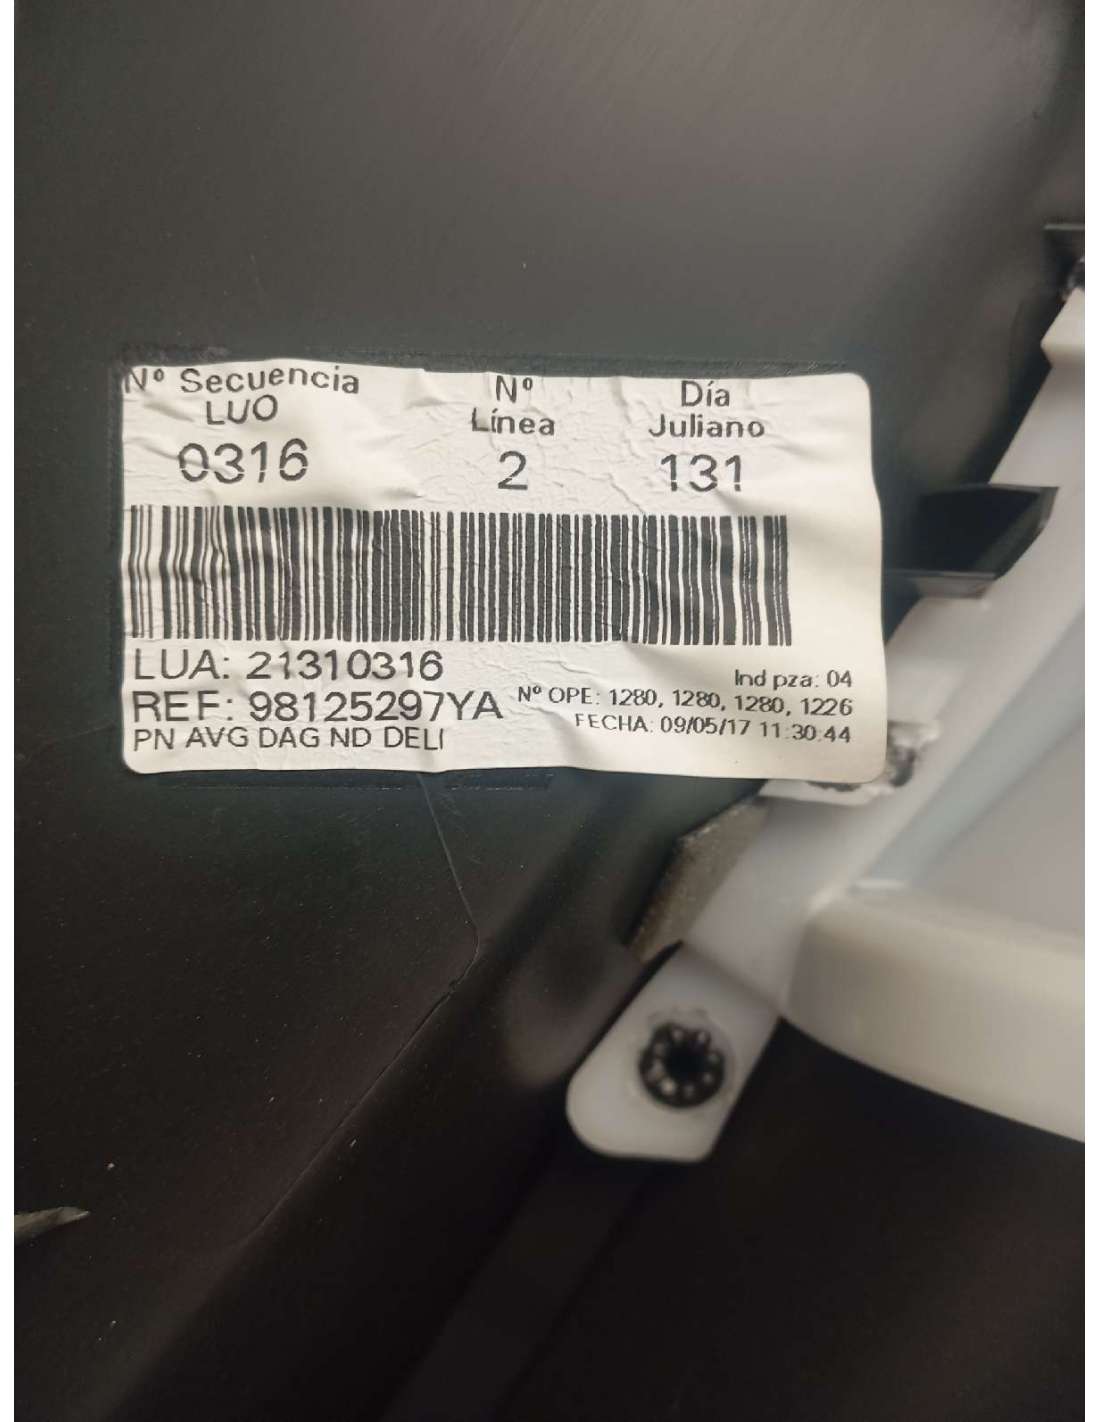 Nº Secuencia
LUO
0316
Nº
Línea
2
Día
Juliano
131
LUA: 21310316
REF: 98125297YA
PN AVG DAG ND DELI
Ind pza: 04
Nº OPE: 1280, 1280, 1280, 1226
FECHA: 09/05/17 11:30:44